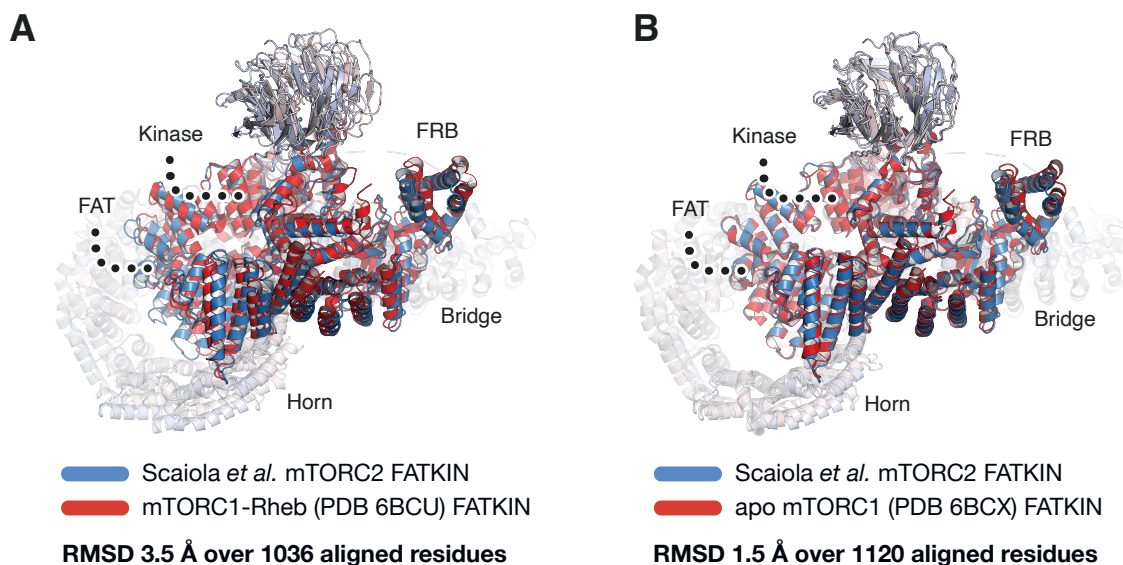 A
Kinase
FRB
FAT
Bridge
Horn
Scaiola et al. mTORC2 FATKIN
mTORC1-Rheb (PDB 6BCU) FATKIN
RMSD 3.5 Å over 1036 aligned residues
B
Kinase
FRB
FAT
Bridge
Horn
Scaiola et al. mTORC2 FATKIN
apo mTORC1 (PDB 6BCX) FATKIN
RMSD 1.5 Å over 1120 aligned residues